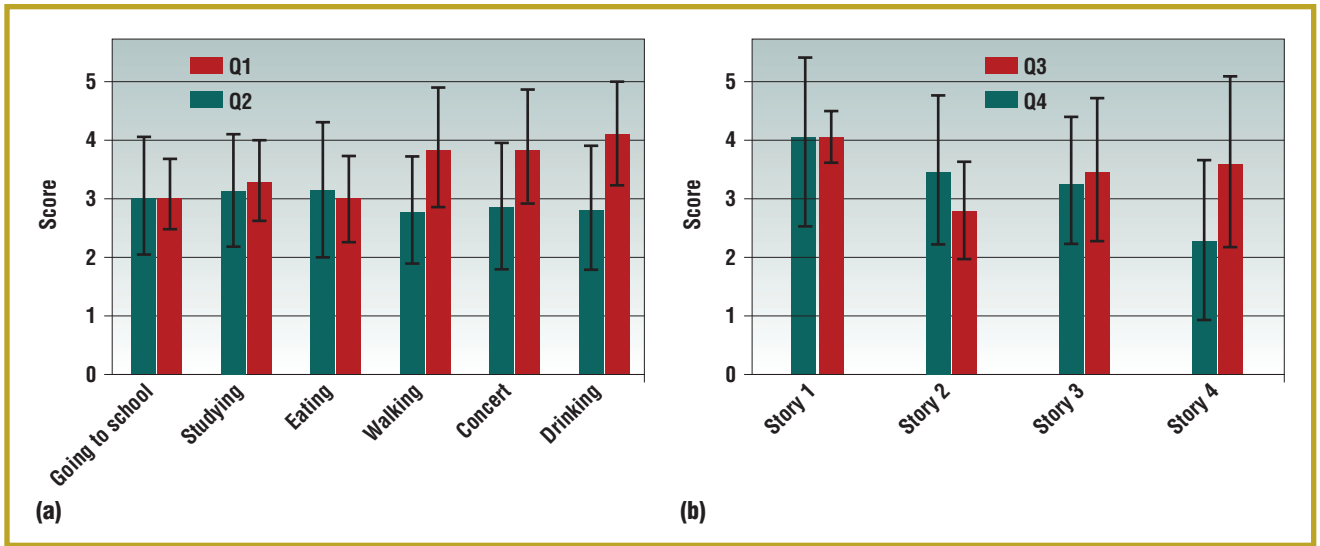 Q1
Q2
Score
5
4
3
2
1
0
Going to school
Studying
Eating
Walking
Concert
Drinking
(a)
Q3
Q4
Score
5
4
3
2
1
0
Story 1
Story 2
Story 3
Story 4
(b)